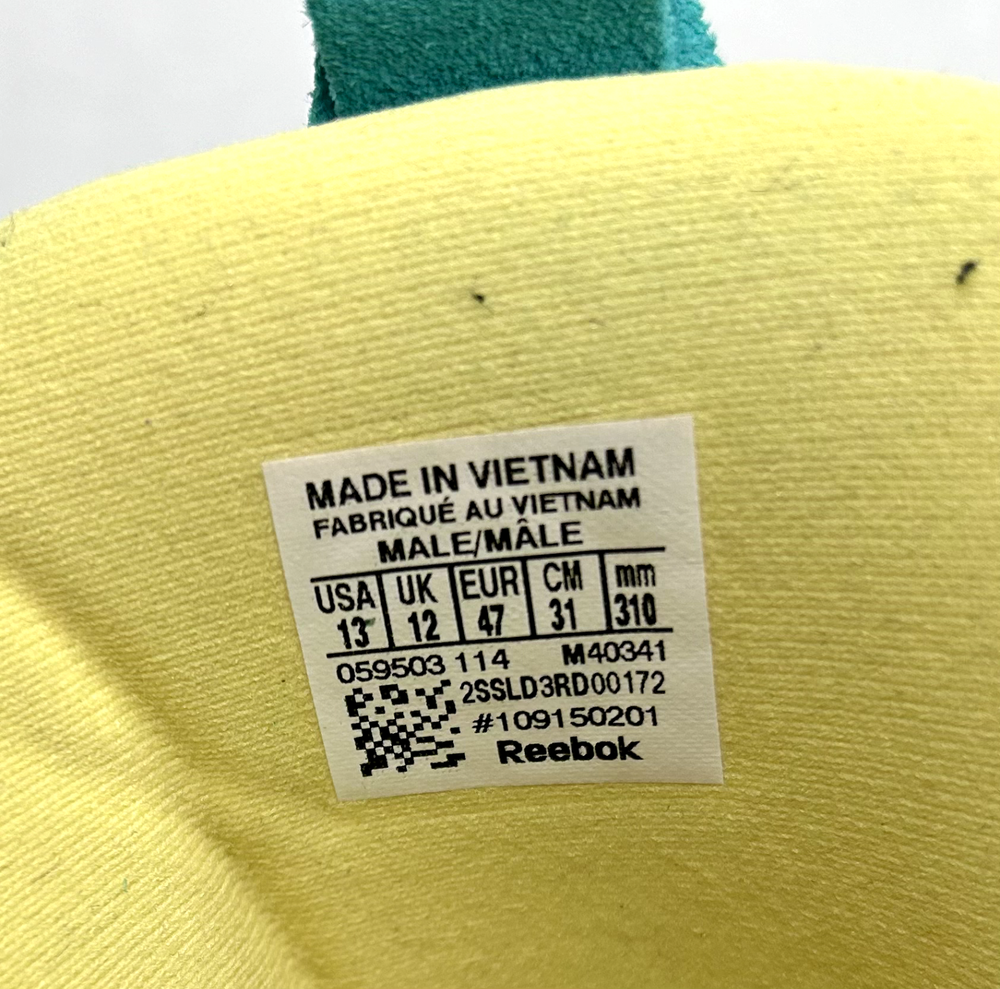 MADE IN VIETNAM
FABRIQUÉ AU VIETNAM
MALE/MÂLE
USA UK EUR CM mm
13 12 47 31 310
059503 114 M40341
2SSLD3RD00172
#109150201
Reebok